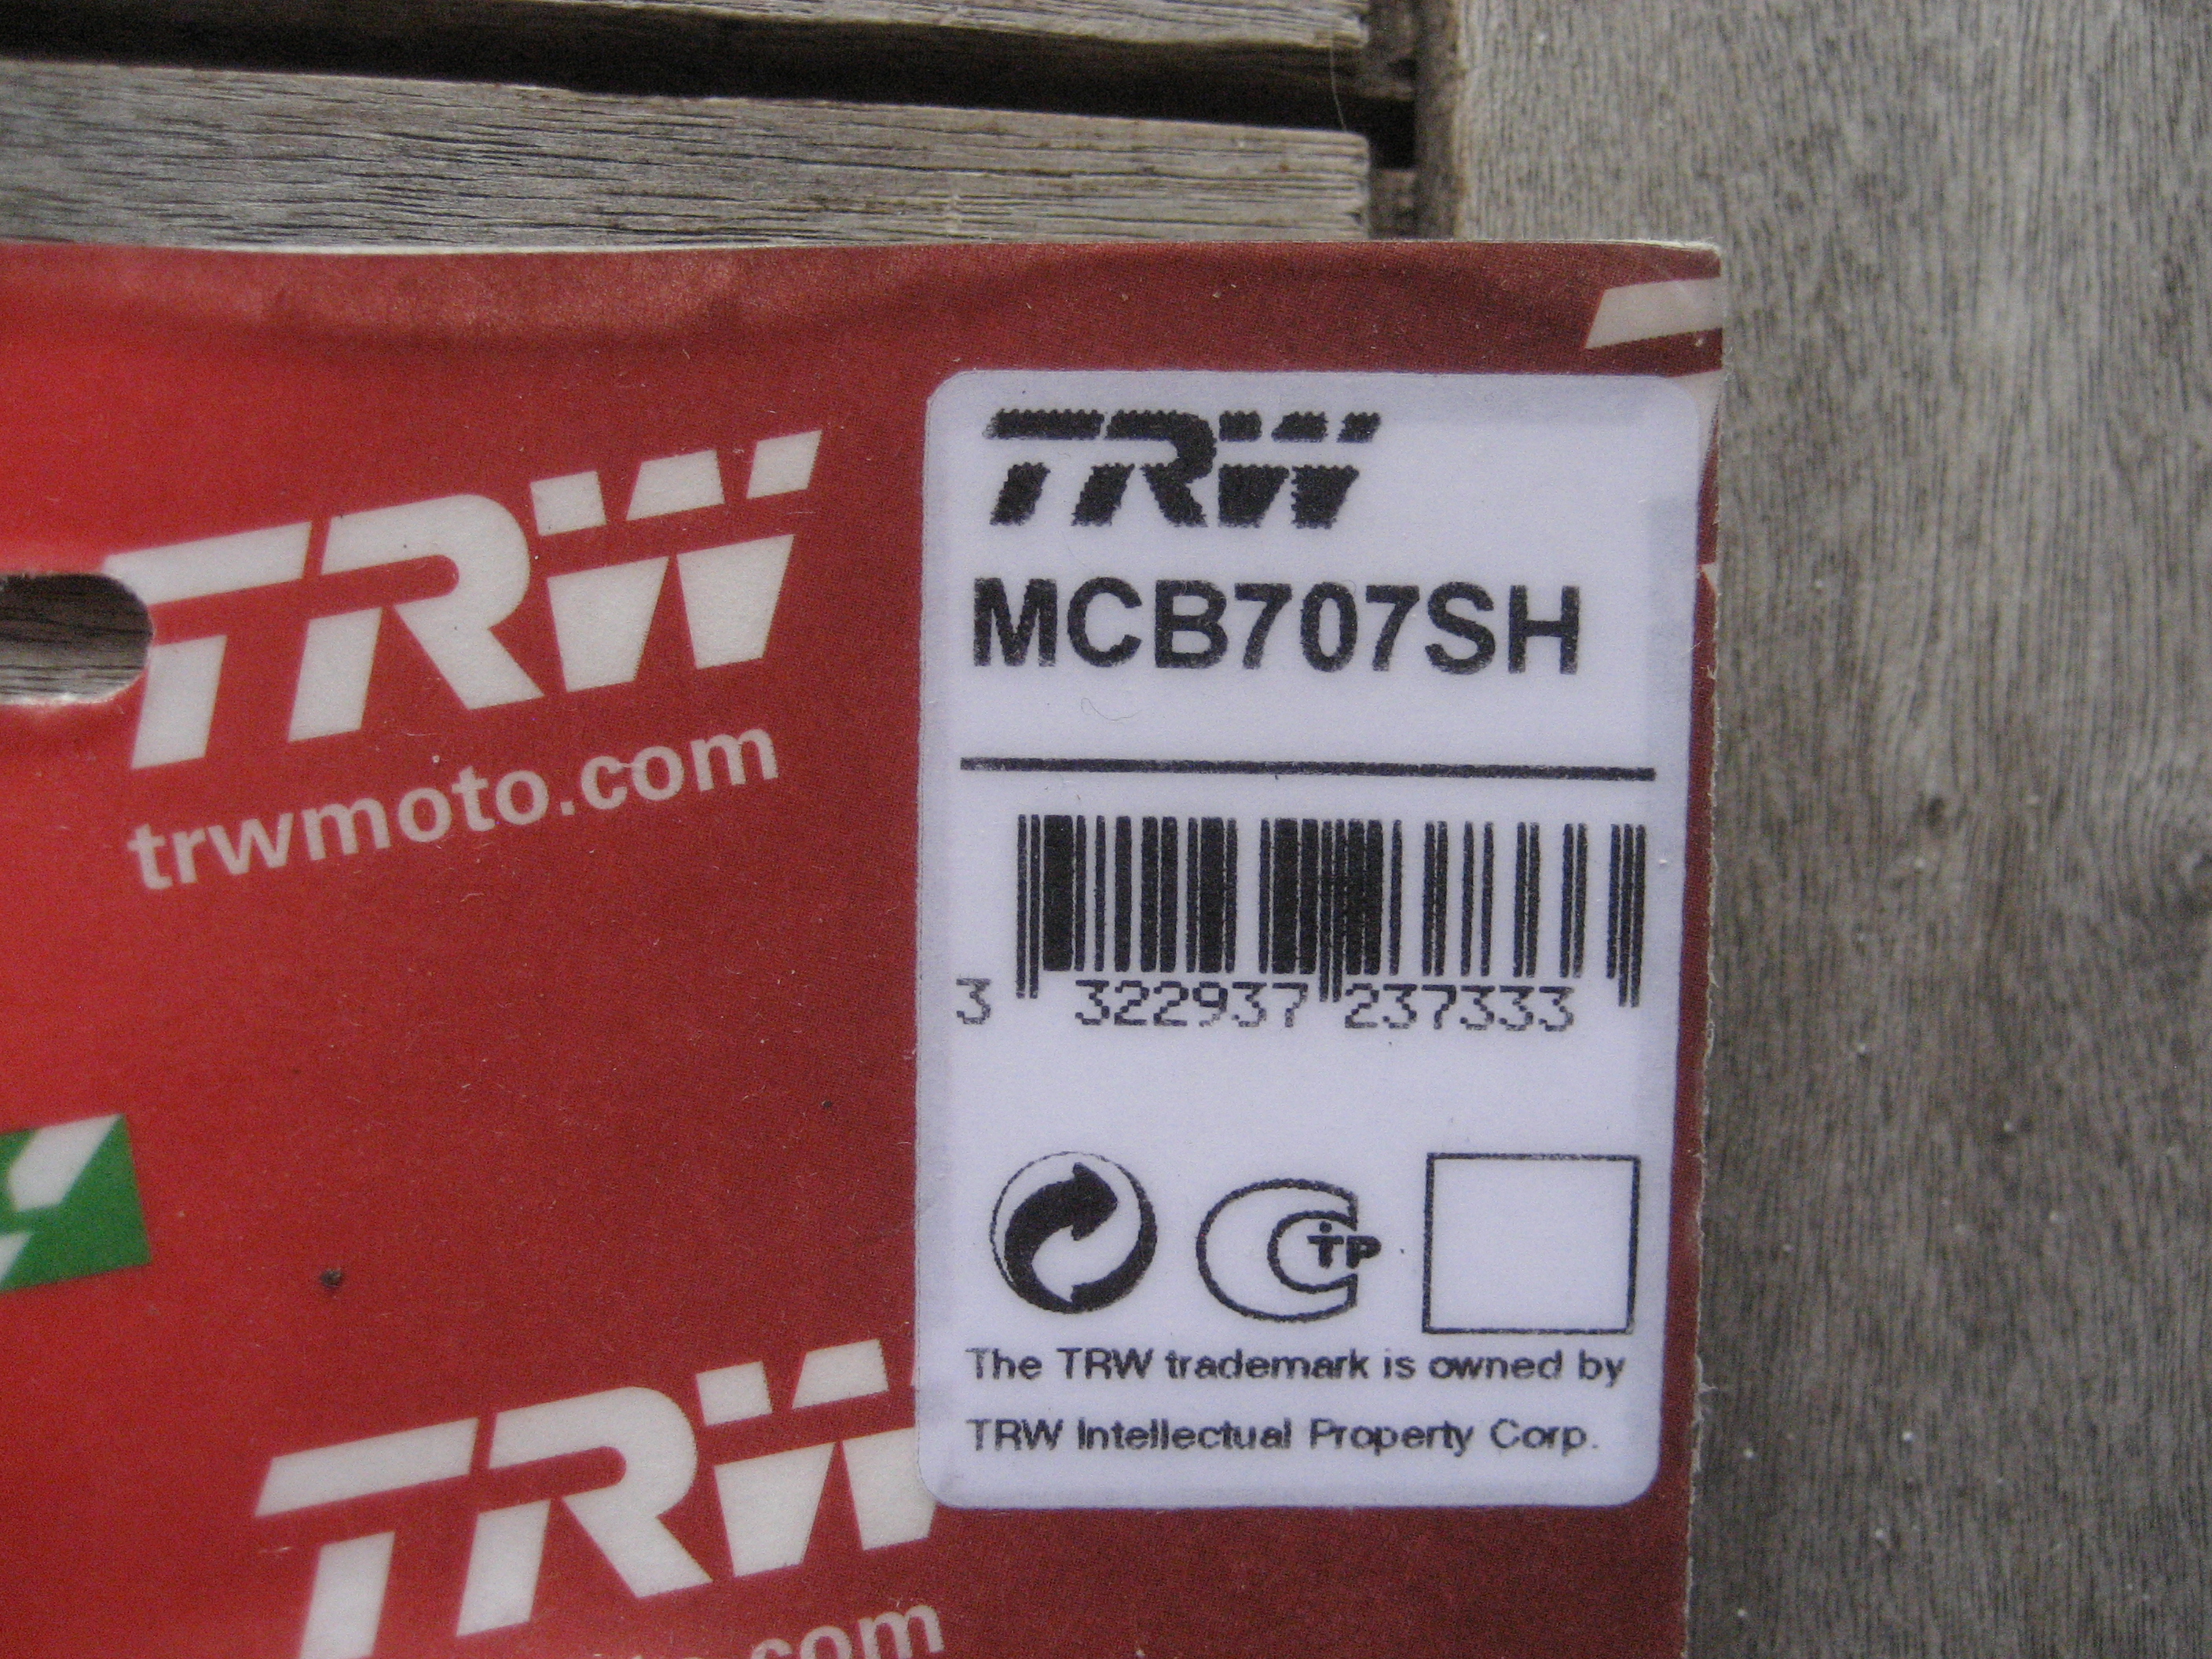 TRW
trwmoto.com
TRW
MCB707SH
3 322937 237333
The TRW trademark is owned by
TRW Intellectual Property Corp.
TRW
.com